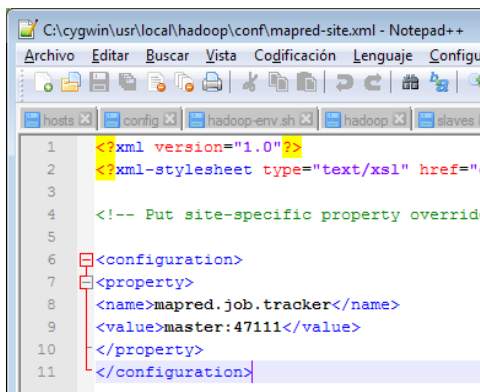 C:\cygwin\usr\local\hadoop\conf\mapred-site.xml - Notepad++
Archivo Editar Buscar Vista Codificación Lenguaje Configu
hosts config hadoop-env.sh hadoop slaves
1 <?xml version="1.0"?>
2 <?xml-stylesheet type="text/xsl" href="
3
4 <!-- Put site-specific property overrid
5
6 <configuration>
7 <property>
8 <name>mapred.job.tracker</name>
9 <value>master:47111</value>
10 </property>
11 </configuration>